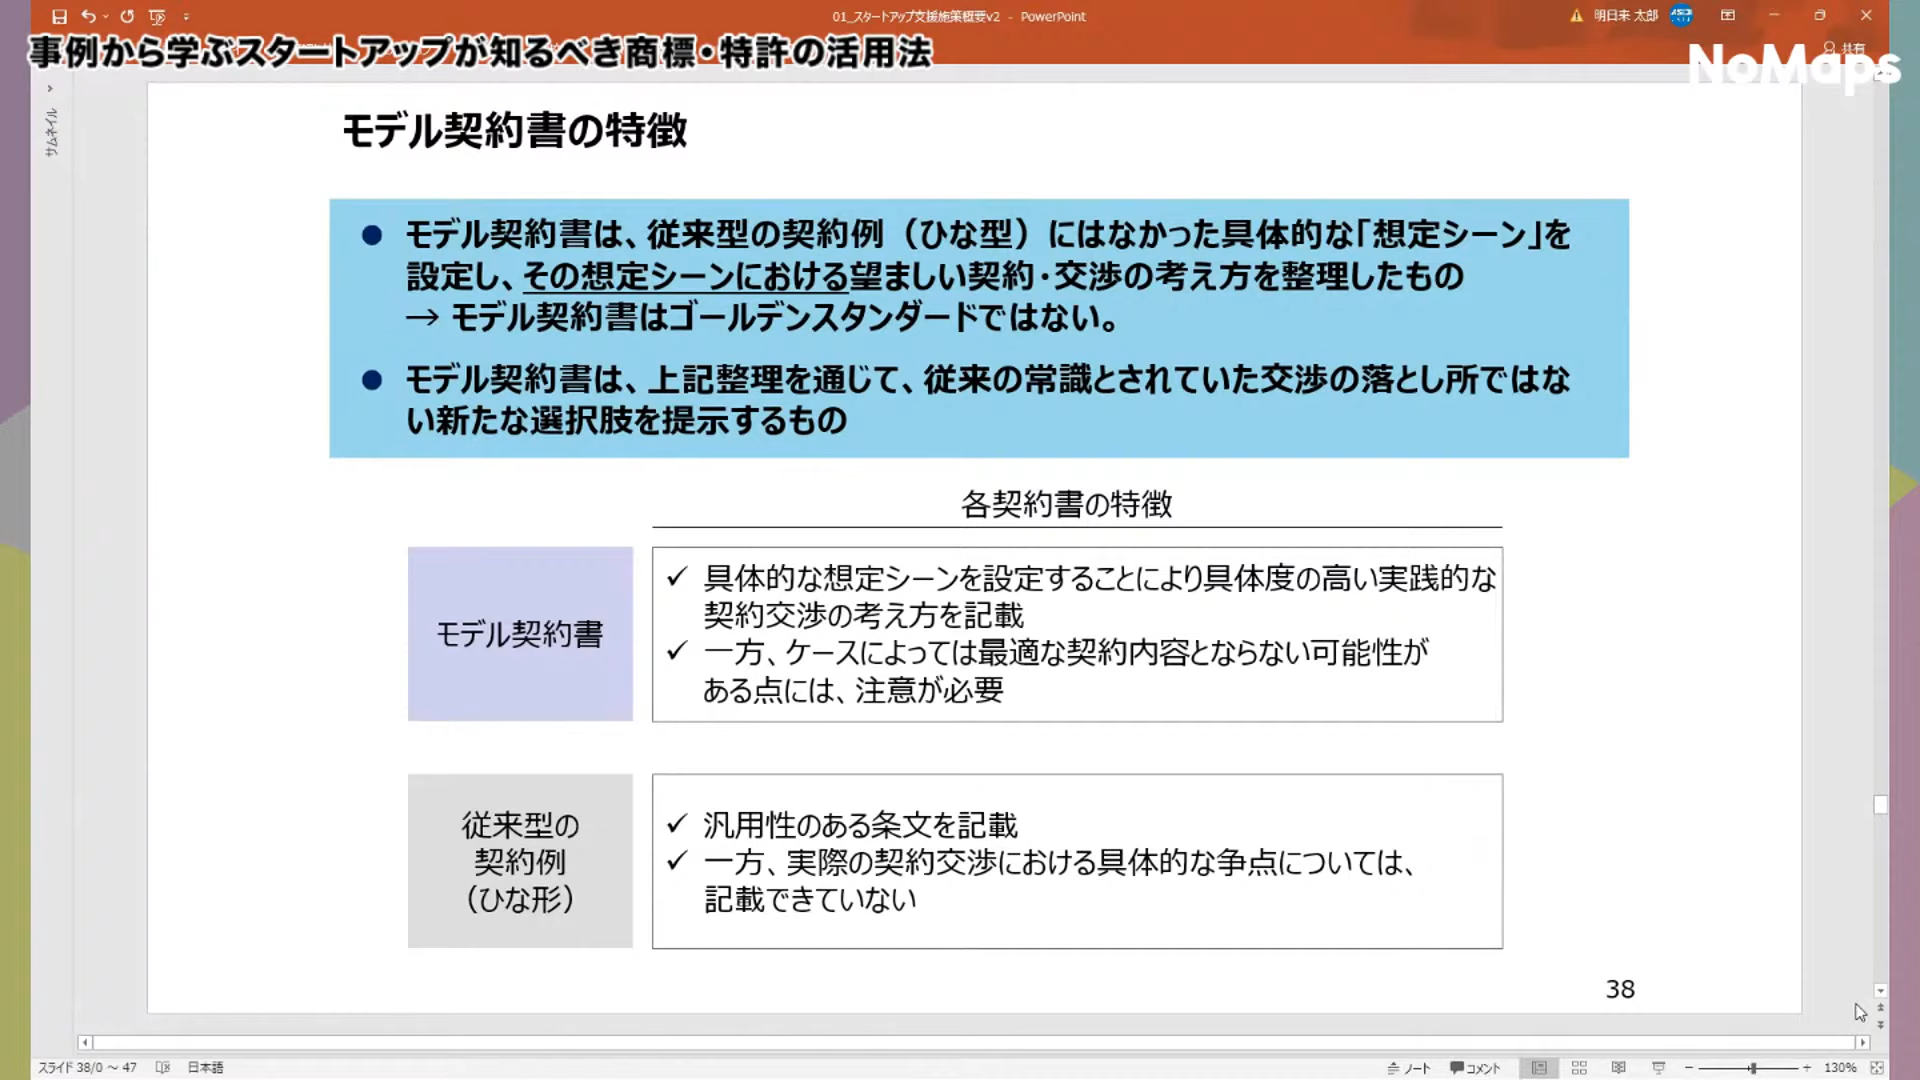 01_スタートアップ支援施策概要v2 - PowerPoint
明日来 太郎
共有
事例から学ぶスタートアップが知るべき商標・特許の活用法
NoMaps
サムネイル
モデル契約書の特徴
● モデル契約書は、従来型の契約例（ひな型）にはなかった具体的な「想定シーン」を
設定し、その想定シーンにおける望ましい契約・交渉の考え方を整理したもの
→ モデル契約書はゴールデンスタンダードではない。
● モデル契約書は、上記整理を通じて、従来の常識とされていた交渉の落とし所ではな
い新たな選択肢を提示するもの
各契約書の特徴
モデル契約書
✓ 具体的な想定シーンを設定することにより具体度の高い実践的な
契約交渉の考え方を記載
✓ 一方、ケースによっては最適な契約内容とならない可能性が
ある点には、注意が必要
従来型の
契約例
（ひな形）
✓ 汎用性のある条文を記載
✓ 一方、実際の契約交渉における具体的な争点については、
記載できていない
38
スライド 38/0 ～ 47
日本語
ノート
コメント
130%